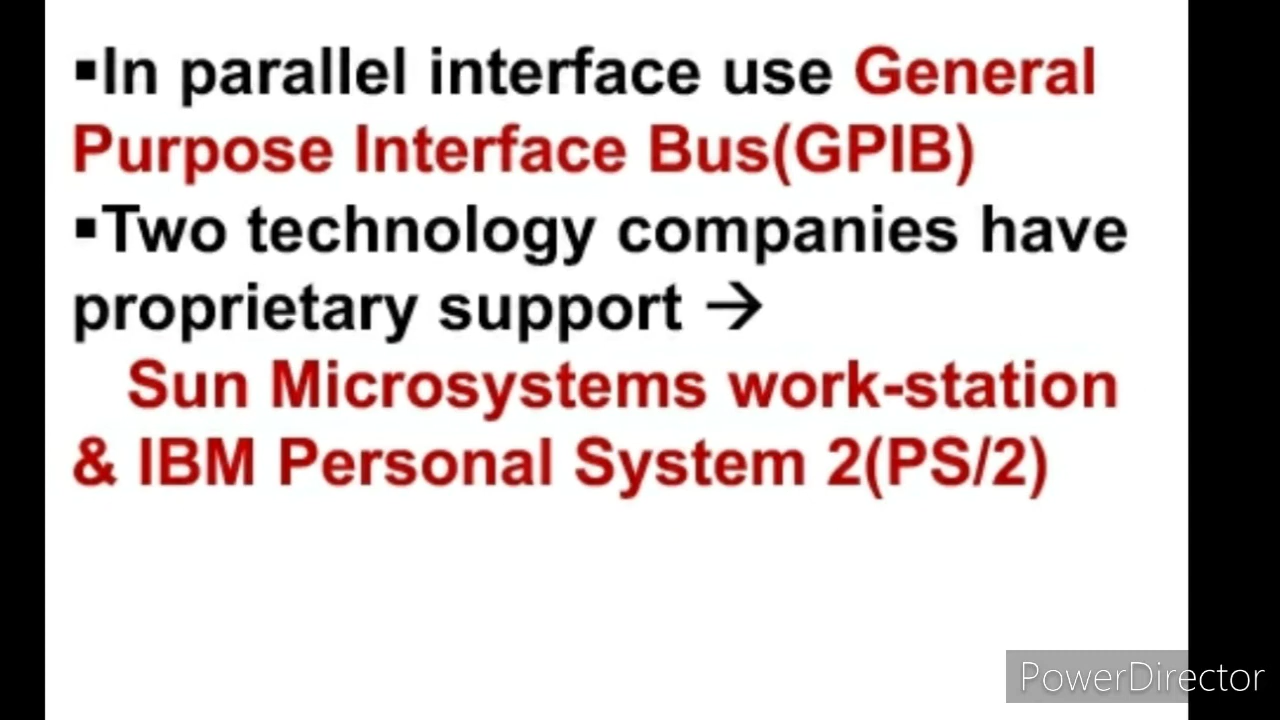 ▪In parallel interface use General
Purpose Interface Bus(GPIB)
▪Two technology companies have
proprietary support →
Sun Microsystems work-station
& IBM Personal System 2(PS/2)
PowerDirector